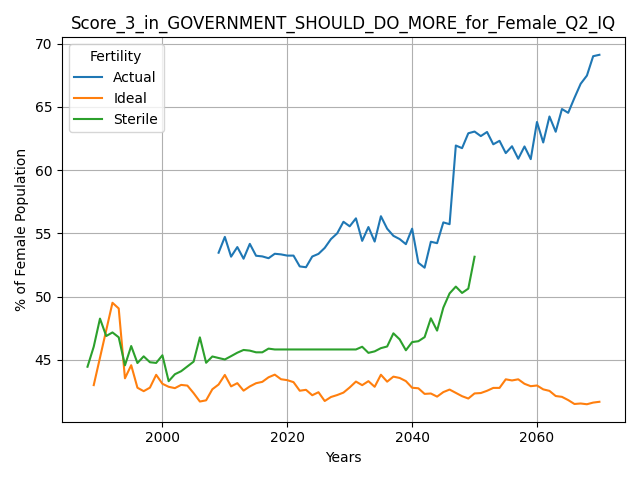 Score_3_in_GOVERNMENT_SHOULD_DO_MORE_for_Female_Q2_IQ
Fertility
Actual
Ideal
Sterile
% of Female Population
70
65
60
55
50
45
2000
2020
2040
2060
Years